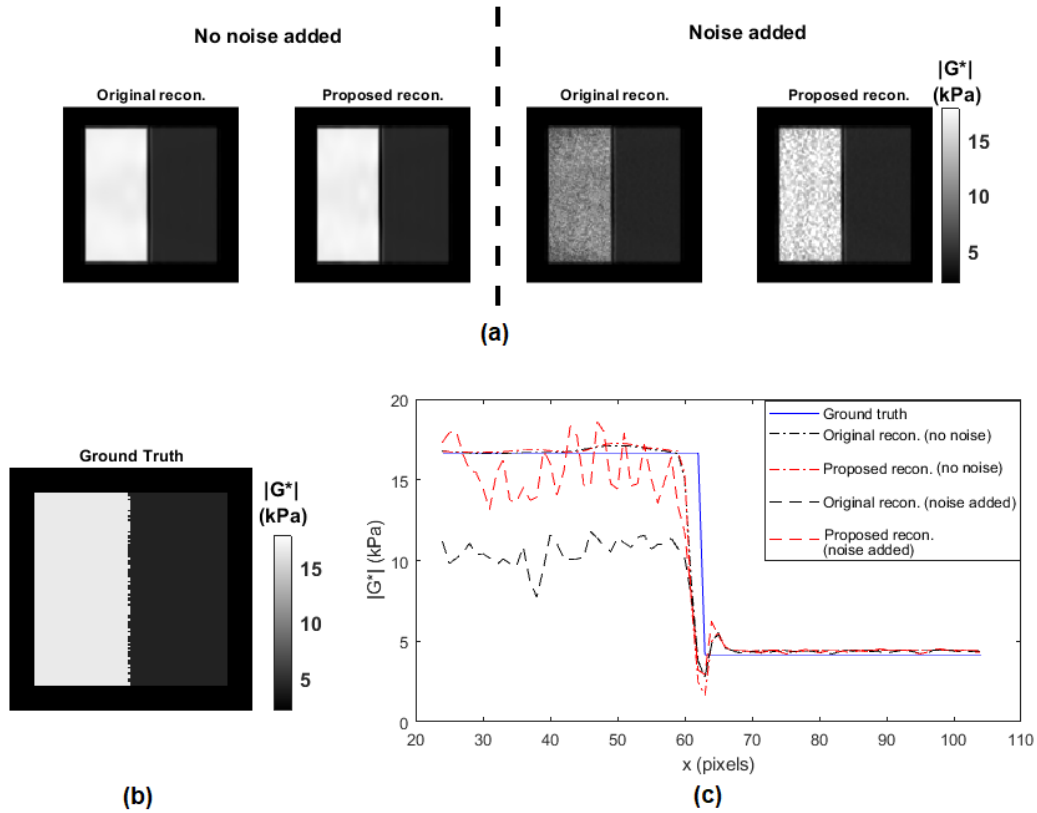 No noise added
Noise added
Original recon.
Proposed recon.
Original recon.
Proposed recon.
|G*|
(kPa)
15
10
5
(a)
Ground Truth
|G*|
(kPa)
15
10
5
(b)
|G*| (kPa)
20
15
10
5
0
20
30
40
50
60
70
80
90
100
110
x (pixels)
Ground truth
Original recon. (no noise)
Proposed recon. (no noise)
Original recon. (noise added)
Proposed recon.
(noise added)
(c)